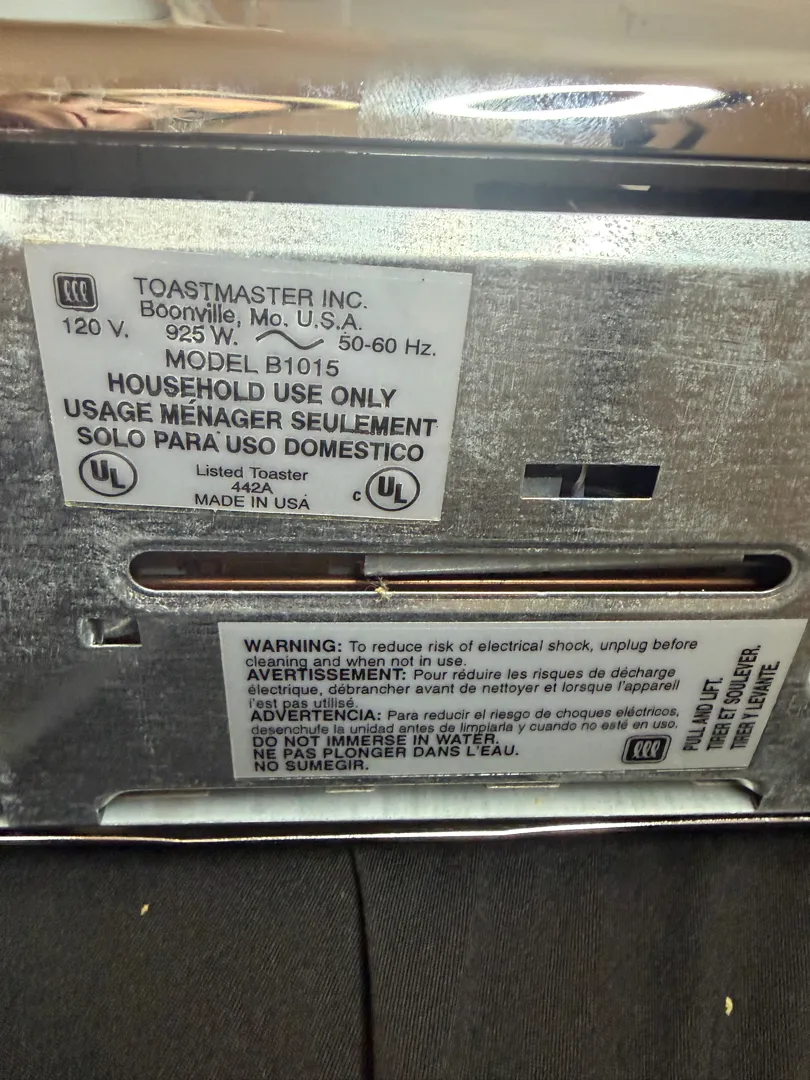 TOASTMASTER INC.
Boonville, Mo. U.S.A.
120 V. 925 W. 50-60 Hz.
MODEL B1015
HOUSEHOLD USE ONLY
USAGE MÉNAGER SEULEMENT
SOLO PARA USO DOMESTICO
UL
Listed Toaster
442A
MADE IN USA
C UL
WARNING: To reduce risk of electrical shock, unplug before
cleaning and when not in use.
AVERTISSEMENT: Pour réduire les risques de décharge
électrique, débrancher avant de nettoyer et lorsque l'appareil
n'est pas utilisé.
ADVERTENCIA: Para reducir el riesgo de choques eléctricos,
desenchufe la unidad antes de limpiarla y cuando no esté en uso.
DO NOT IMMERSE IN WATER.
NE PAS PLONGER DANS L'EAU.
NO SUMEGIR.
PULL AND LIFT.
TIRER ET SOULEVER.
TIRER Y LEVANTE.